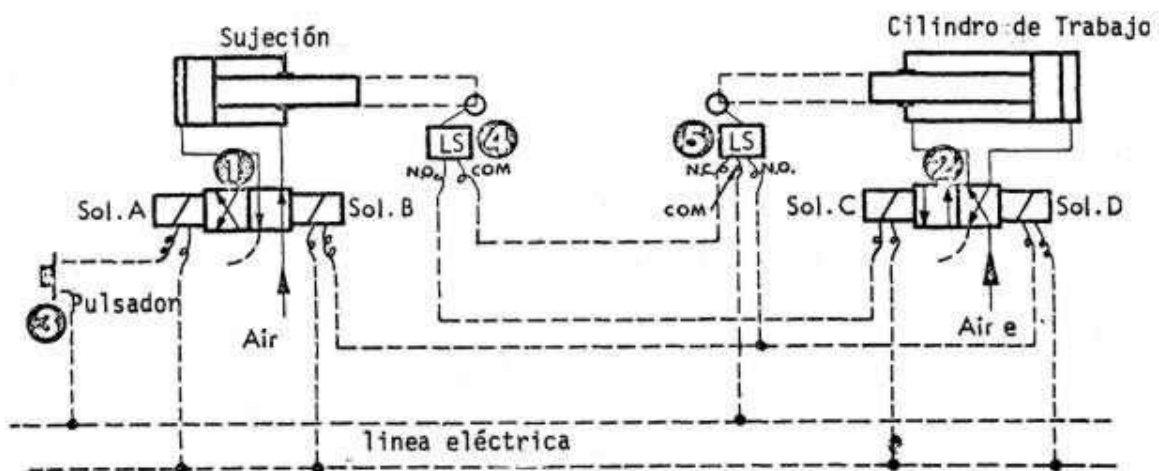 Sujeción
Cilindro de Trabajo
LS 4
5 LS
N.O. COM
N.C. N.O.
COM
1
2
Sol.A
Sol.B
Sol.C
Sol.D
3
Pulsador
Air
Air e
linea eléctrica